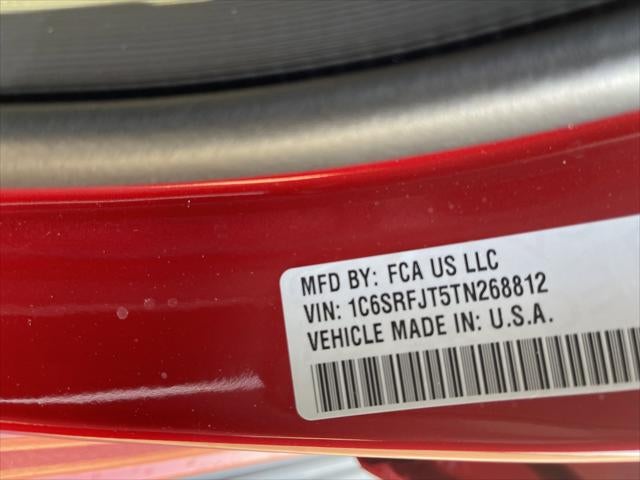 MFD BY: FCA US LLC
VIN: 1C6SRFJT5TN268812
VEHICLE MADE IN: U.S.A.